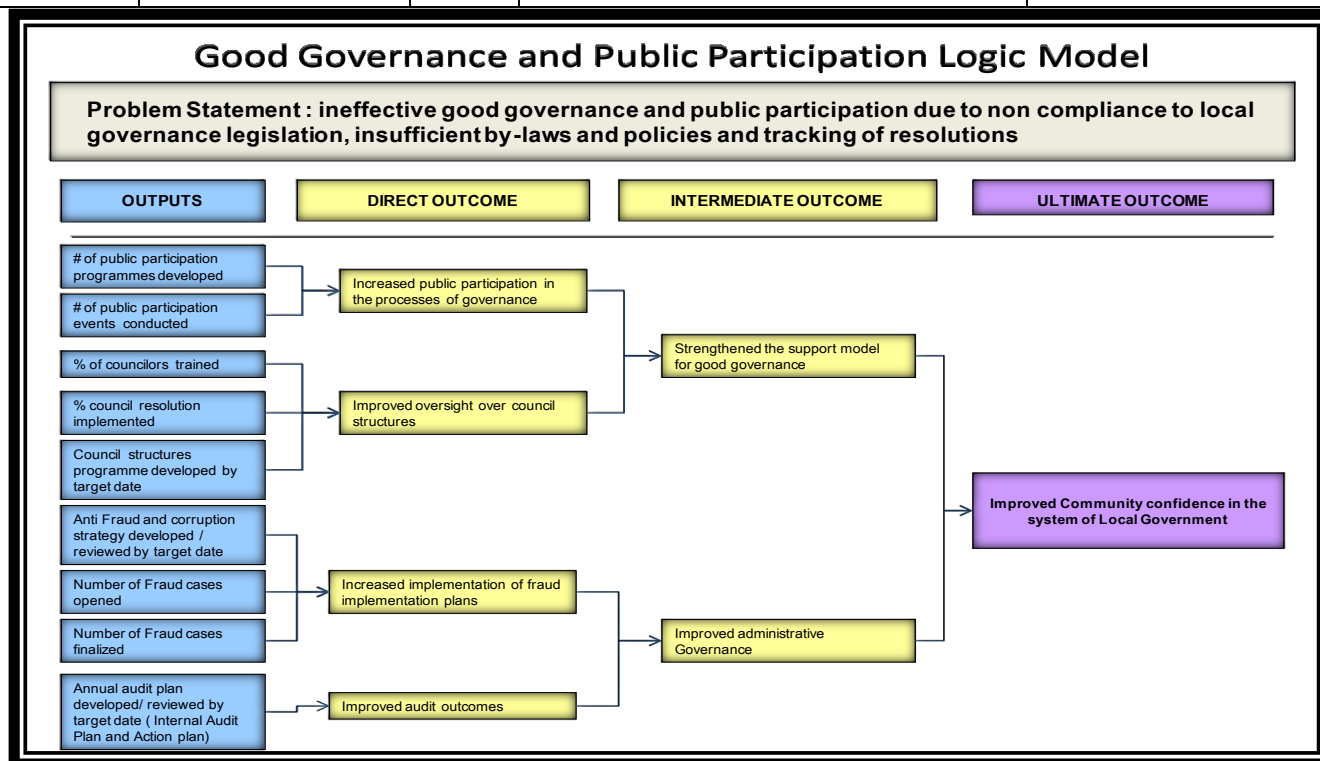 Good Governance and Public Participation Logic Model
Problem Statement : ineffective good governance and public participation due to non compliance to local
governance legislation, insufficient by-laws and policies and tracking of resolutions
OUTPUTS
DIRECT OUTCOME
INTERMEDIATE OUTCOME
ULTIMATE OUTCOME
# of public participation
programmes developed
# of public participation
events conducted
% of councilors trained
% council resolution
implemented
Council structures
programme developed by
target date
Anti Fraud and corruption
strategy developed /
reviewed by target date
Number of Fraud cases
opened
Number of Fraud cases
finalized
Annual audit plan
developed/ reviewed by
target date ( Internal Audit
Plan and Action plan)
Increased public participation in
the processes of governance
Improved oversight over council
structures
Increased implementation of fraud
implementation plans
Improved audit outcomes
Strengthened the support model
for good governance
Improved administrative
Governance
Improved Community confidence in the
system of Local Government